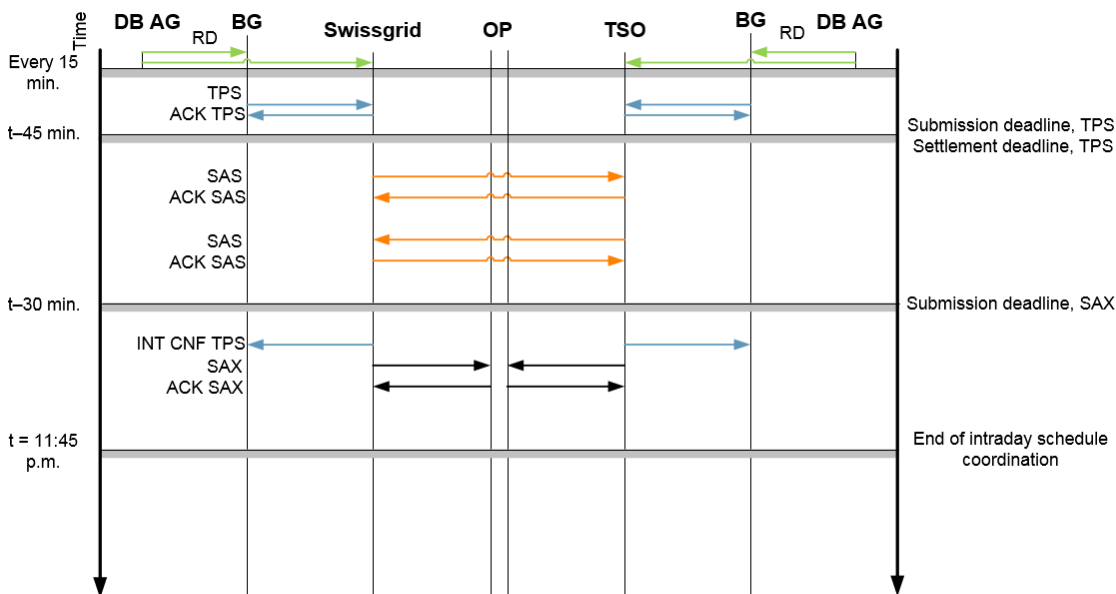 Time
DB AG
BG
Swissgrid
OP
TSO
BG
DB AG
RD
RD
Every 15
min.
TPS
ACK TPS
t–45 min.
Submission deadline, TPS
Settlement deadline, TPS
SAS
ACK SAS
SAS
ACK SAS
t–30 min.
Submission deadline, SAX
INT CNF TPS
SAX
ACK SAX
t = 11:45
p.m.
End of intraday schedule
coordination